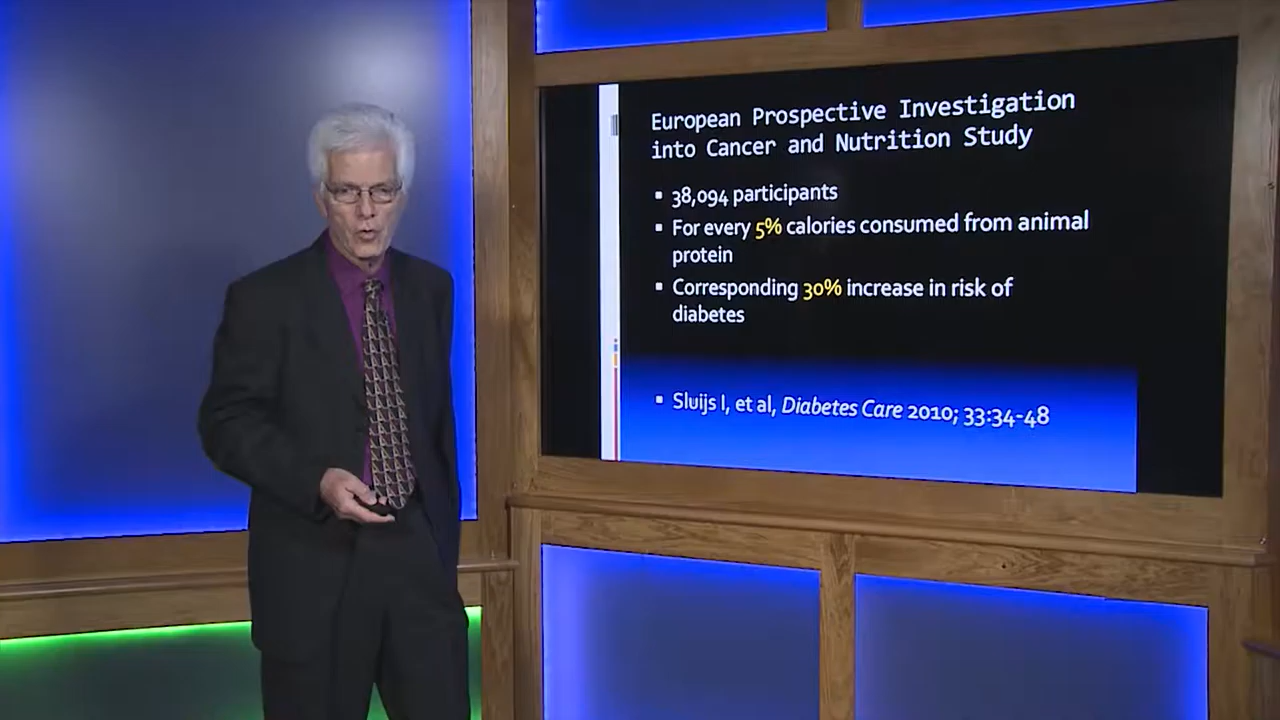 European Prospective Investigation
into Cancer and Nutrition Study
▪ 38,094 participants
▪ For every 5% calories consumed from animal
protein
▪ Corresponding 30% increase in risk of
diabetes
▪ Sluijs I, et al, Diabetes Care 2010; 33:34-48